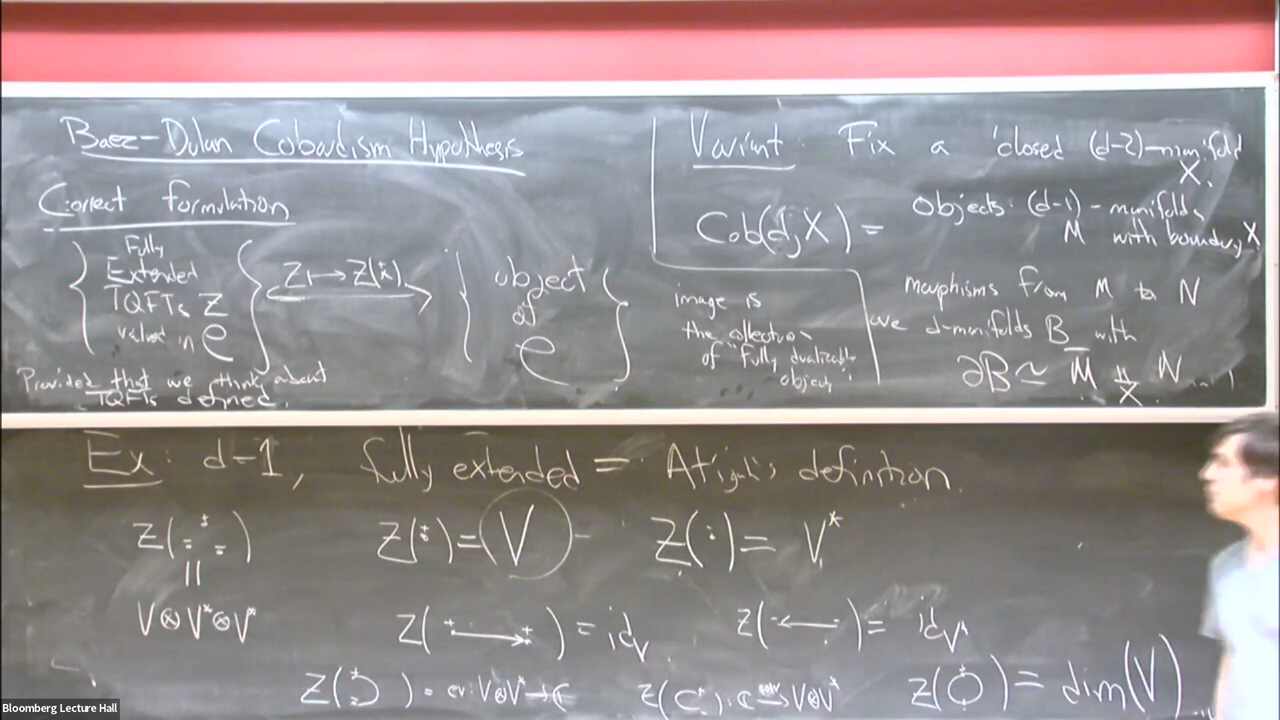 Baez-Dolan Cobordism Hypothesis
Correct formulation
{ Fully Extended TQFTs Z valued in C } Z ↦ Z(*) → { object of C }
Provided that we think about
TQFTs defined
image is
the collection
of "fully dualizable
objects"
Variant: Fix a closed (d-2)-manifold
X.
Cob(d, X) = Objects: (d-1)-manifolds
M with boundary X
morphisms from M to N
are d-manifolds B with
∂B ≃ M̄ ⨿_X N
Ex: d=1, fully extended = Atiyah's definition.
Z(∸) Z(+) = V Z(-) = V*
||
V⊗V*⊗V*
Z(+ → +) = id_V Z(- ← -) = id_V*
Z(⊃) = ev: V⊗V* → C Z(⊂): C → V⊗V* Z(O) = dim(V)
Bloomberg Lecture Hall